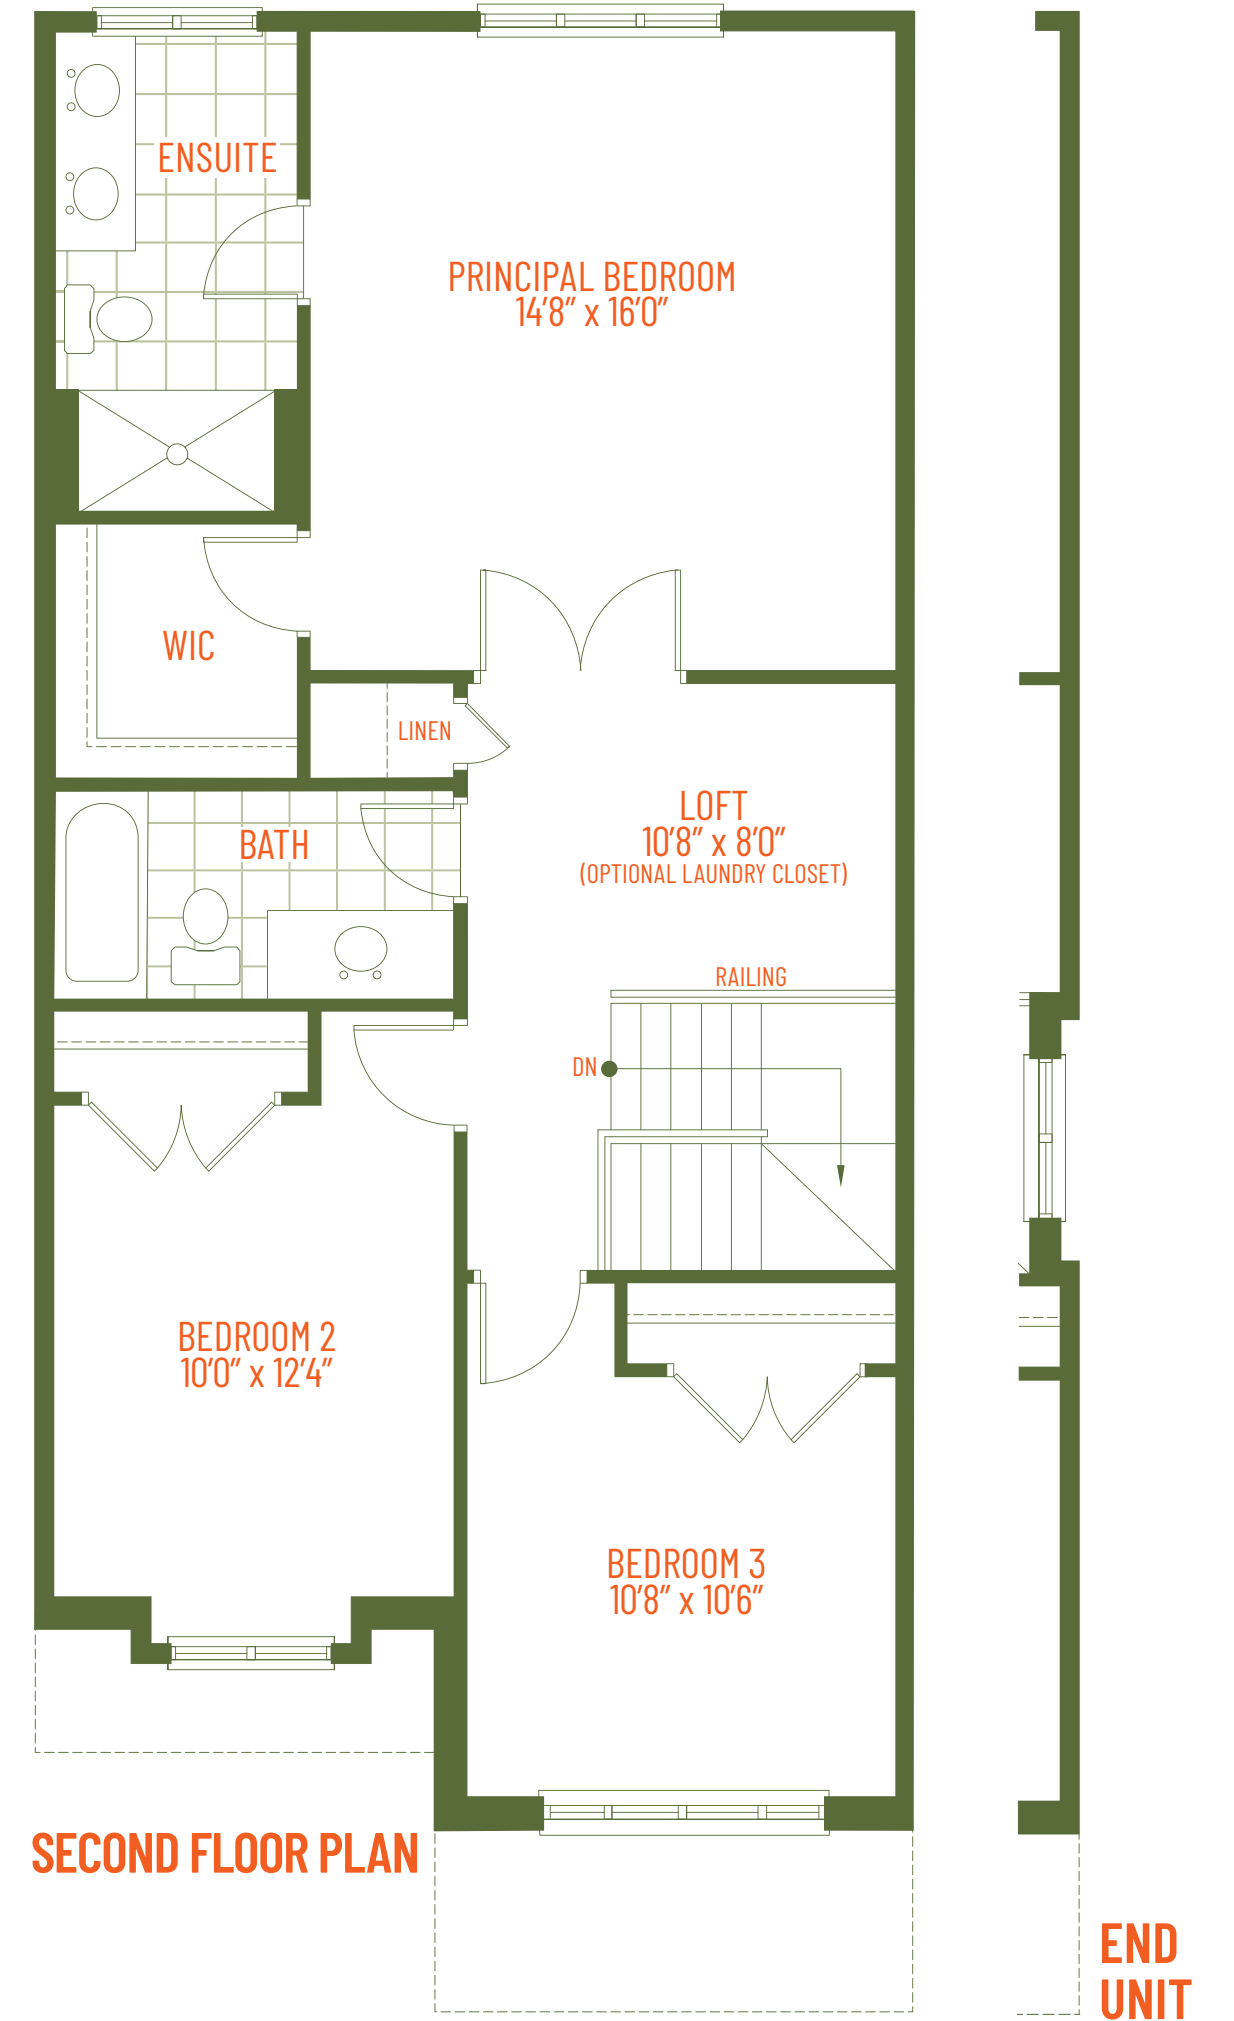 ENSUITE
PRINCIPAL BEDROOM
14'8" x 16'0"
WIC
LINEN
LOFT
10'8" x 8'0"
(OPTIONAL LAUNDRY CLOSET)
BATH
RAILING
DN
BEDROOM 2
10'0" x 12'4"
BEDROOM 3
10'8" x 10'6"
SECOND FLOOR PLAN
END
UNIT